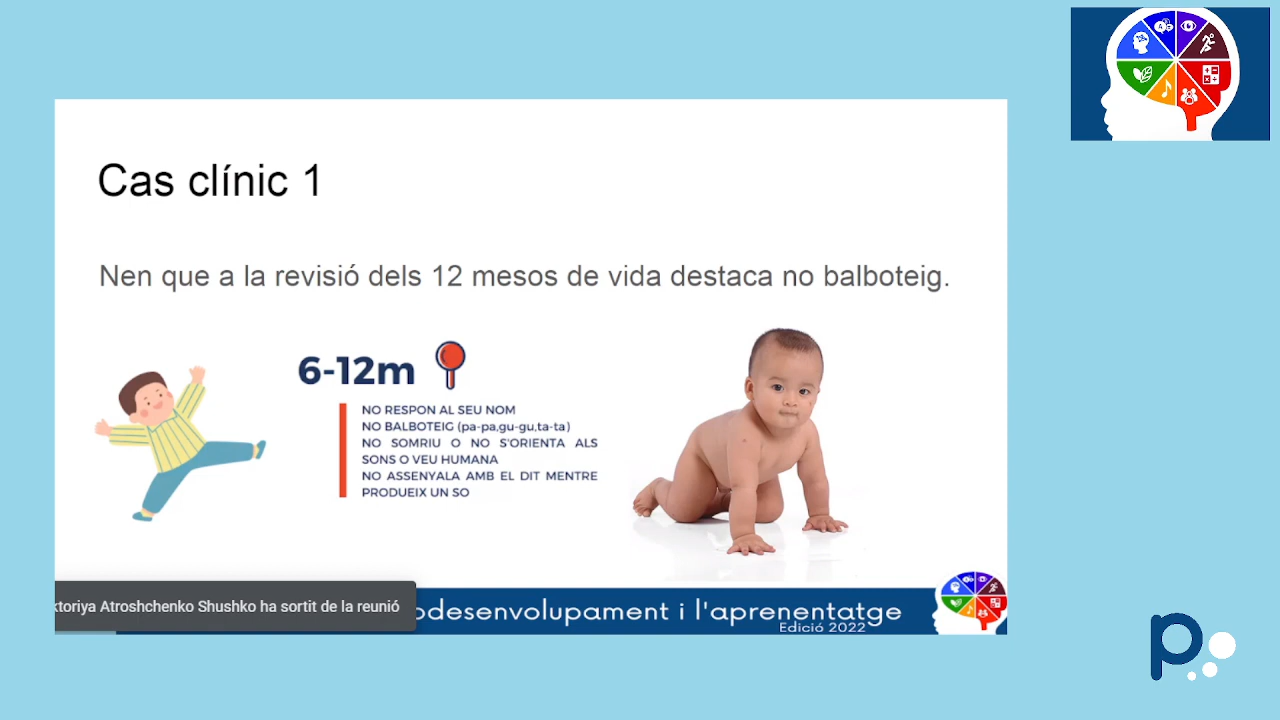 Cas clínic 1
Nen que a la revisió dels 12 mesos de vida destaca no balboteig.
6-12m
NO RESPON AL SEU NOM
NO BALBOTEIG (pa-pa,gu-gu,ta-ta)
NO SOMRIU O NO S'ORIENTA ALS
SONS O VEU HUMANA
NO ASSENYALA AMB EL DIT MENTRE
PRODUEIX UN SO
ktoriya Atroshchenko Shushko ha sortit de la reunió
odesenvolupament i l'aprenentatge
Edició 2022
p